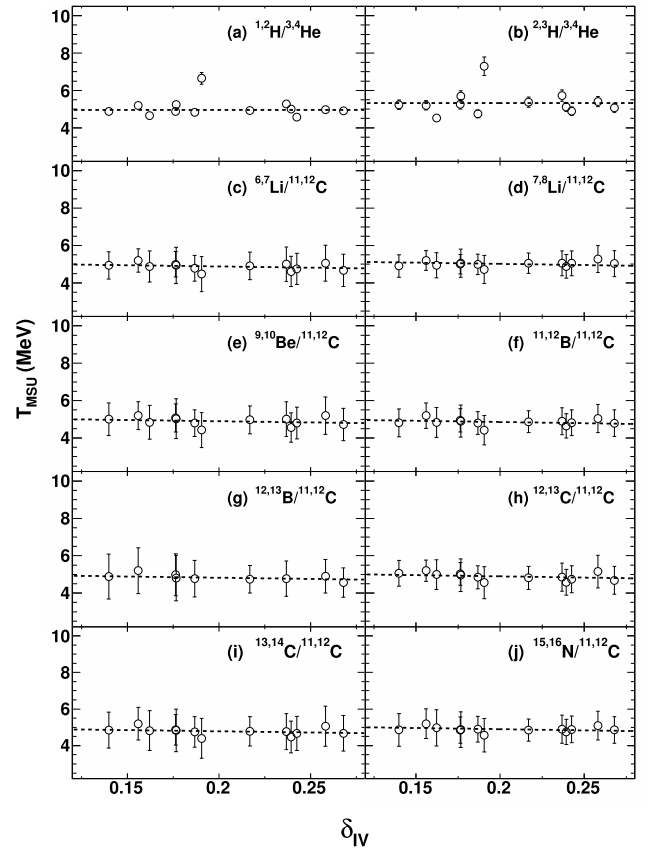 10
(a) ¹,²H/³,⁴He
(b) ²,³H/³,⁴He
8
6
4
10
(c) ⁶,⁷Li/¹¹,¹²C
(d) ⁷,⁸Li/¹¹,¹²C
8
6
4
10
(e) ⁹,¹⁰Be/¹¹,¹²C
(f) ¹¹,¹²B/¹¹,¹²C
8
6
4
T_MSU (MeV)
10
(g) ¹²,¹³B/¹¹,¹²C
(h) ¹²,¹³C/¹¹,¹²C
8
6
4
10
(i) ¹³,¹⁴C/¹¹,¹²C
(j) ¹⁵,¹⁶N/¹¹,¹²C
8
6
4
0.15 0.2 0.25 0.15 0.2 0.25
δ_IV